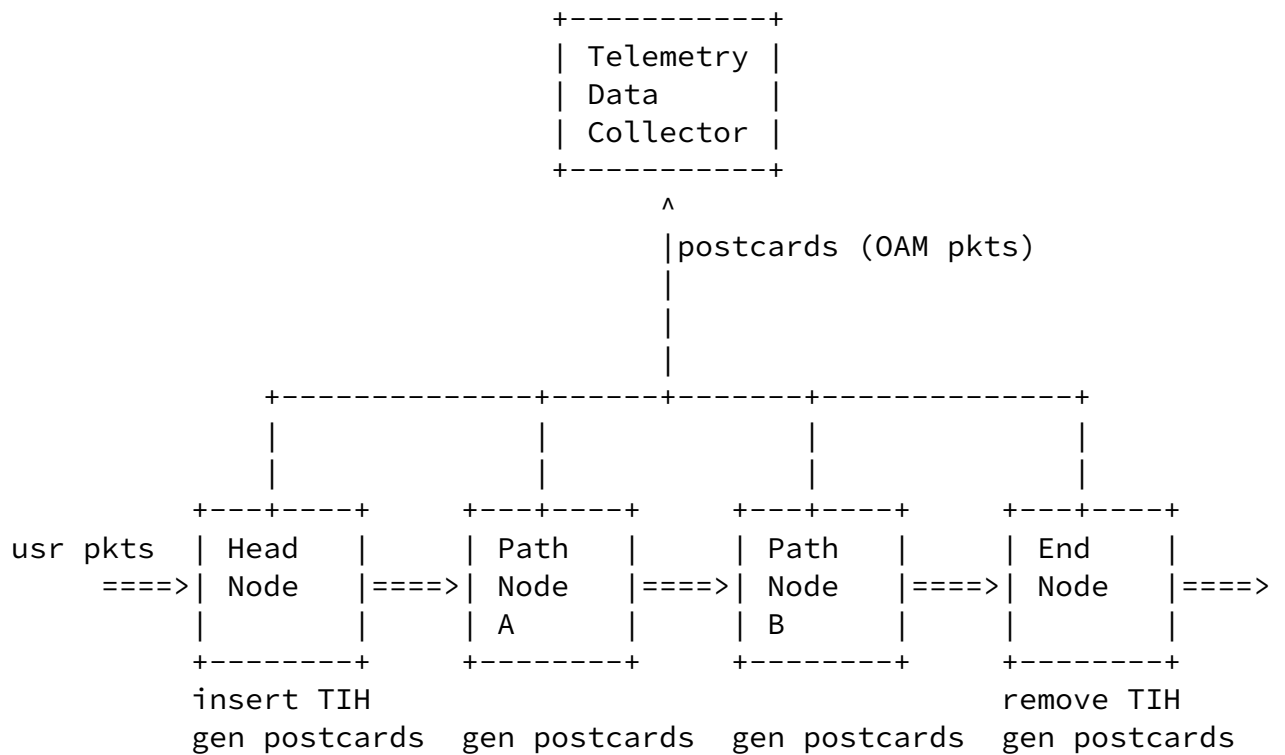 Telemetry
Data
Collector
postcards (OAM pkts)
usr pkts Head Path Path End
Node Node Node Node
A B
insert TIH remove TIH
gen postcards gen postcards gen postcards gen postcards